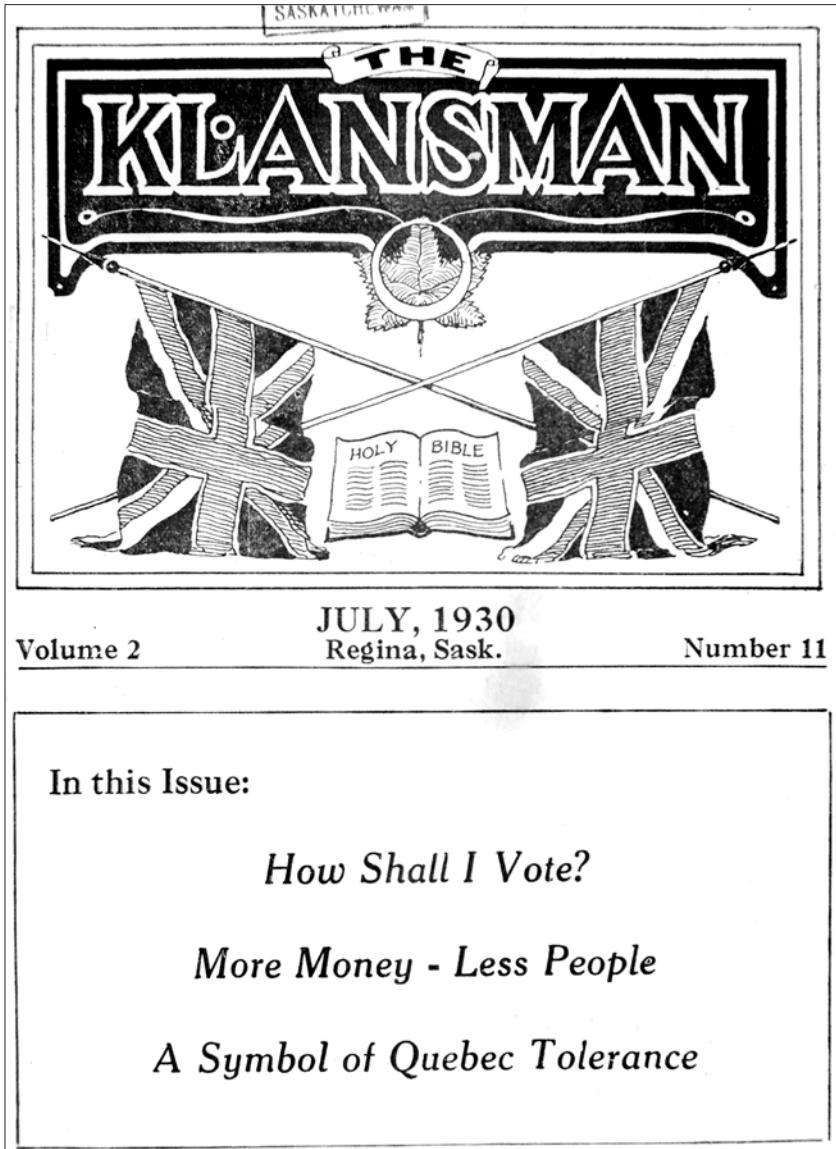 SASKATCHEWAN
THE
KLANSMAN
HOLY BIBLE
JULY, 1930
Volume 2 Regina, Sask. Number 11
In this Issue:
How Shall I Vote?
More Money - Less People
A Symbol of Quebec Tolerance